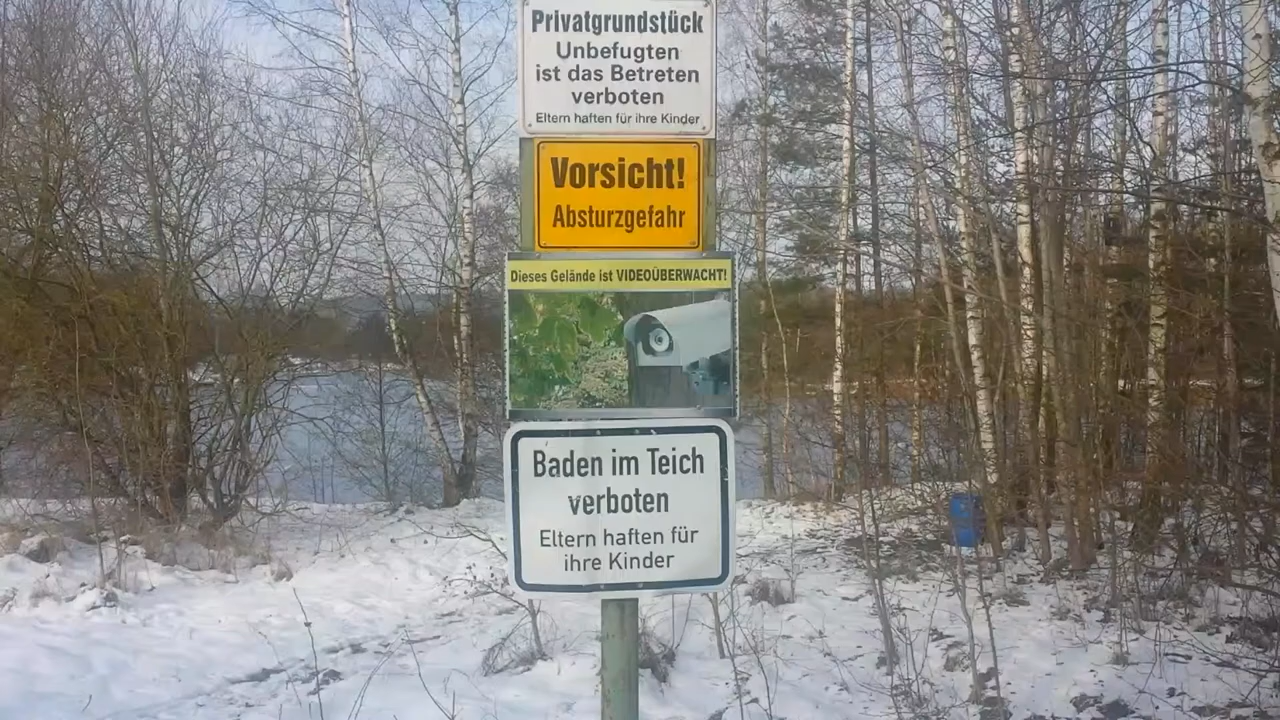 Privatgrundstück
Unbefugten
ist das Betreten
verboten
Eltern haften für ihre Kinder
Vorsicht!
Absturzgefahr
Dieses Gelände ist VIDEOÜBERWACHT!
Baden im Teich
verboten
Eltern haften für
ihre Kinder